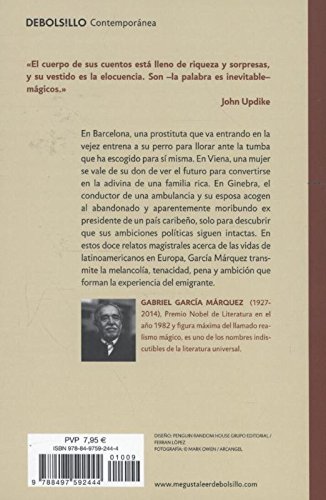 DEBOLS!LLO Contemporánea
«El cuerpo de sus cuentos está lleno de riqueza y sorpresas,
y su vestido es la elocuencia. Son –la palabra es inevitable–
mágicos.»
John Updike
En Barcelona, una prostituta que va entrando en la
vejez entrena a su perro para llorar ante la tumba
que ha escogido para sí misma. En Viena, una mujer
se vale de su don de ver el futuro para convertirse
en la adivina de una familia rica. En Ginebra, el
conductor de una ambulancia y su esposa acogen
al abandonado y aparentemente moribundo ex
presidente de un país caribeño, solo para descubrir
que sus ambiciones políticas siguen intactas. En
estos doce relatos magistrales acerca de las vidas de
latinoamericanos en Europa, García Márquez trans-
mite la melancolía, tenacidad, pena y ambición que
forman la experiencia del emigrante.
GABRIEL GARCÍA MÁRQUEZ (1927-
2014), Premio Nobel de Literatura en el
año 1982 y figura máxima del llamado rea-
lismo mágico, es uno de los nombres indis-
cutibles de la literatura universal.
PVP 7,95 €
ISBN 978-84-9759-244-4
01009
9 788497 592444
DISEÑO: PENGUIN RANDOM HOUSE GRUPO EDITORIAL /
FERRAN LÓPEZ
FOTOGRAFÍA: © MARK OWEN / ARCANGEL
WWW.MEGUSTALEERDEBOLSILLO.COM